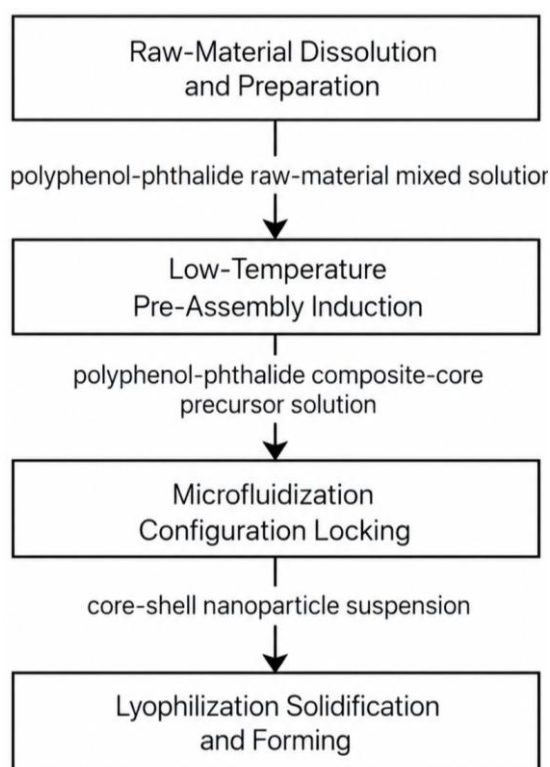 Raw-Material Dissolution
and Preparation
polyphenol-phthalide raw-material mixed solution
Low-Temperature
Pre-Assembly Induction
polyphenol-phthalide composite-core
precursor solution
Microfluidization
Configuration Locking
core-shell nanoparticle suspension
Lyophilization Solidification
and Forming